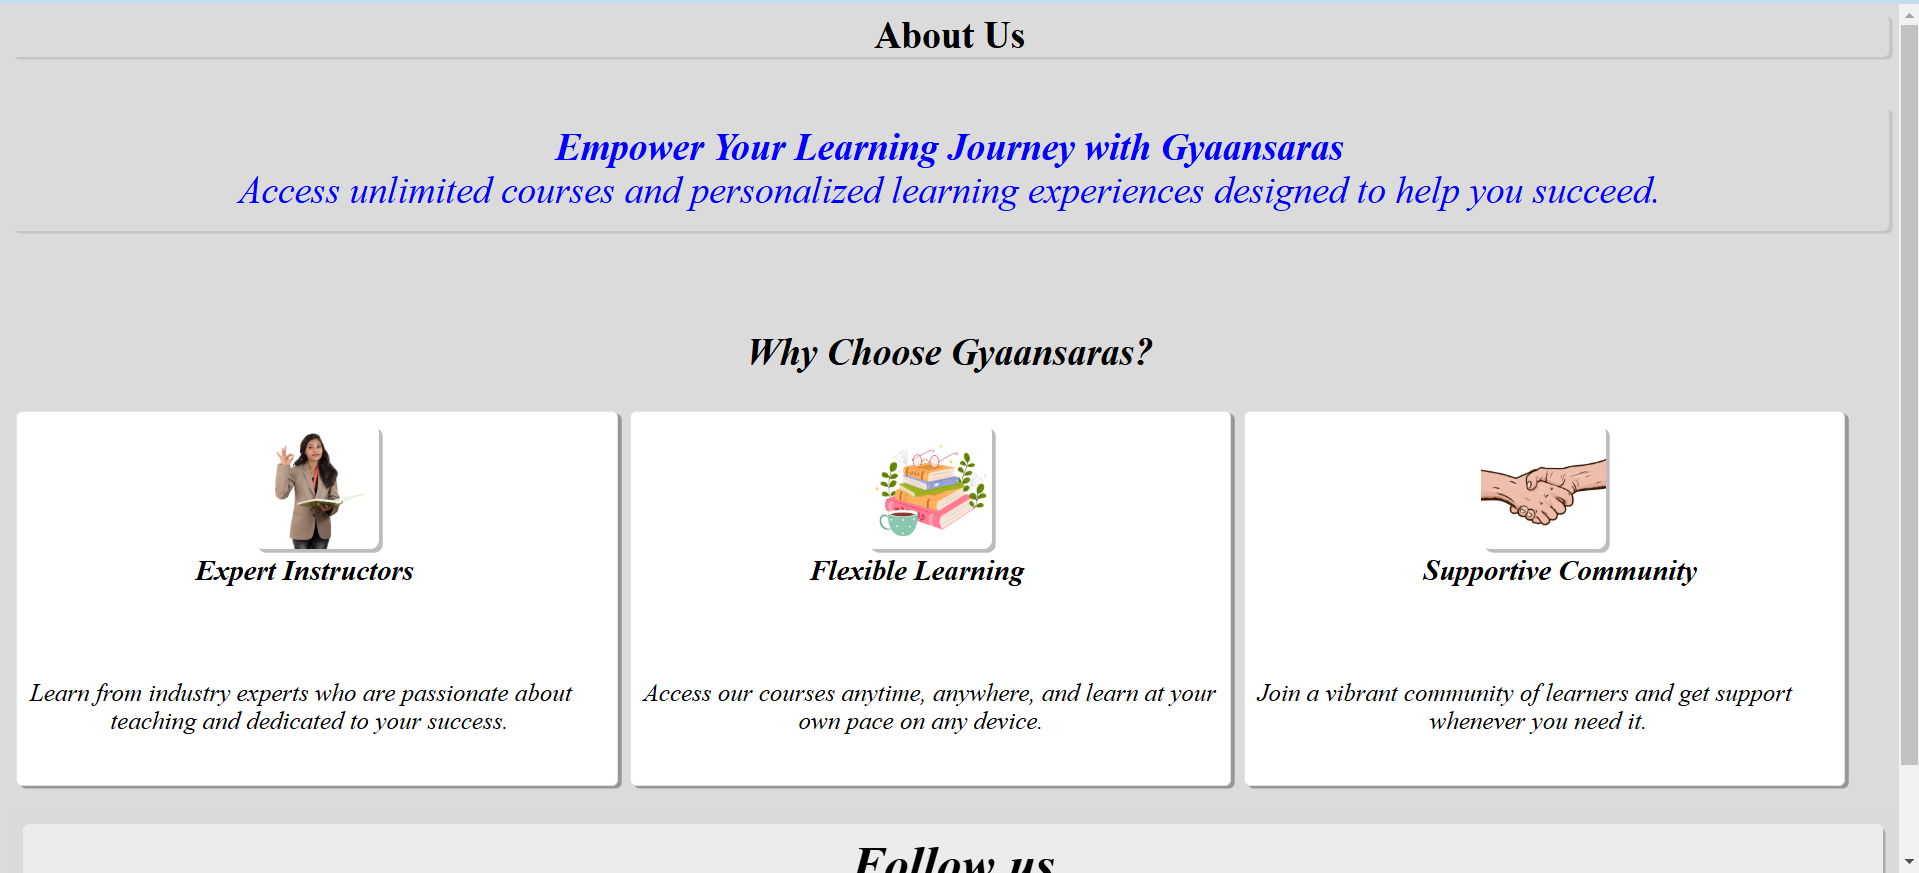 About Us
Empower Your Learning Journey with Gyaansaras
Access unlimited courses and personalized learning experiences designed to help you succeed.
Why Choose Gyaansaras?
Expert Instructors
Learn from industry experts who are passionate about
teaching and dedicated to your success.
Flexible Learning
Access our courses anytime, anywhere, and learn at your
own pace on any device.
Supportive Community
Join a vibrant community of learners and get support
whenever you need it.
Follow us